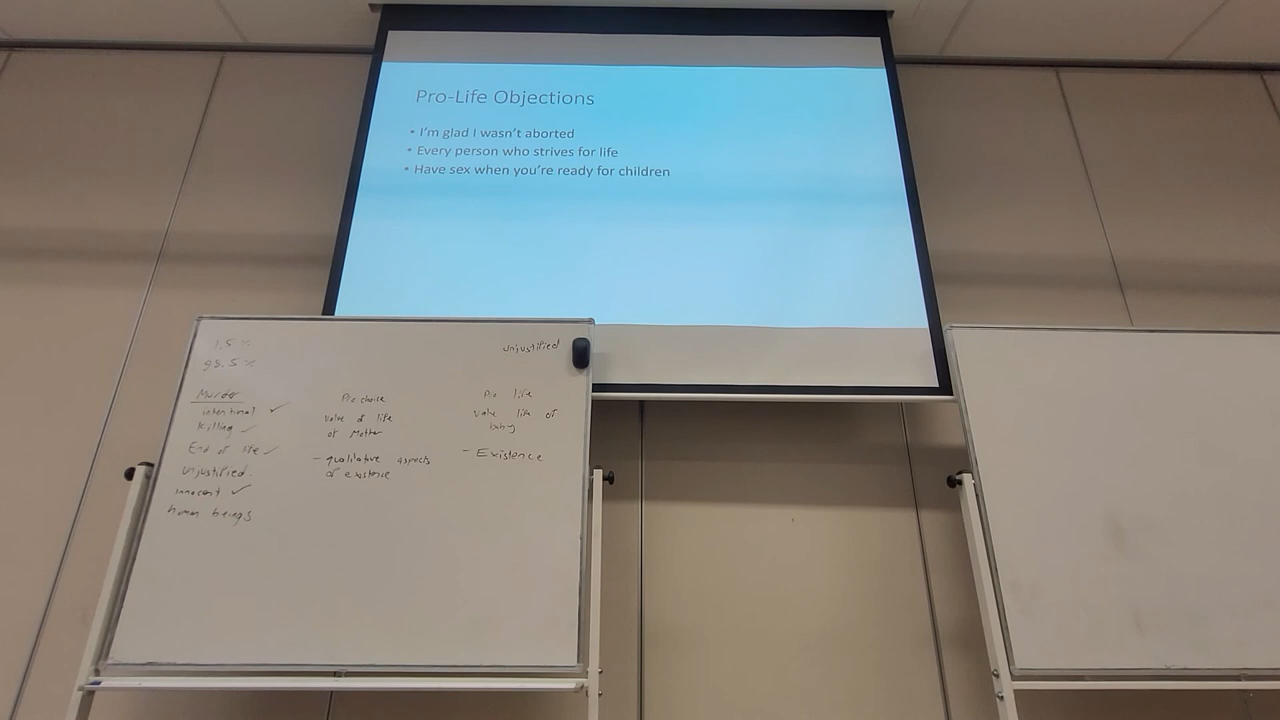 Pro-Life Objections
• I'm glad I wasn't aborted
• Every person who strives for life
• Have sex when you're ready for children
1.5 %
98.5 %
unjustified
Murder
intentional ✓
killing ✓
End of life ✓
unjustified.
innocent ✓
human beings
Pro choice
value of life
of Mother
- qualitative aspects
of existence
Pro life
value life of
baby
- Existence